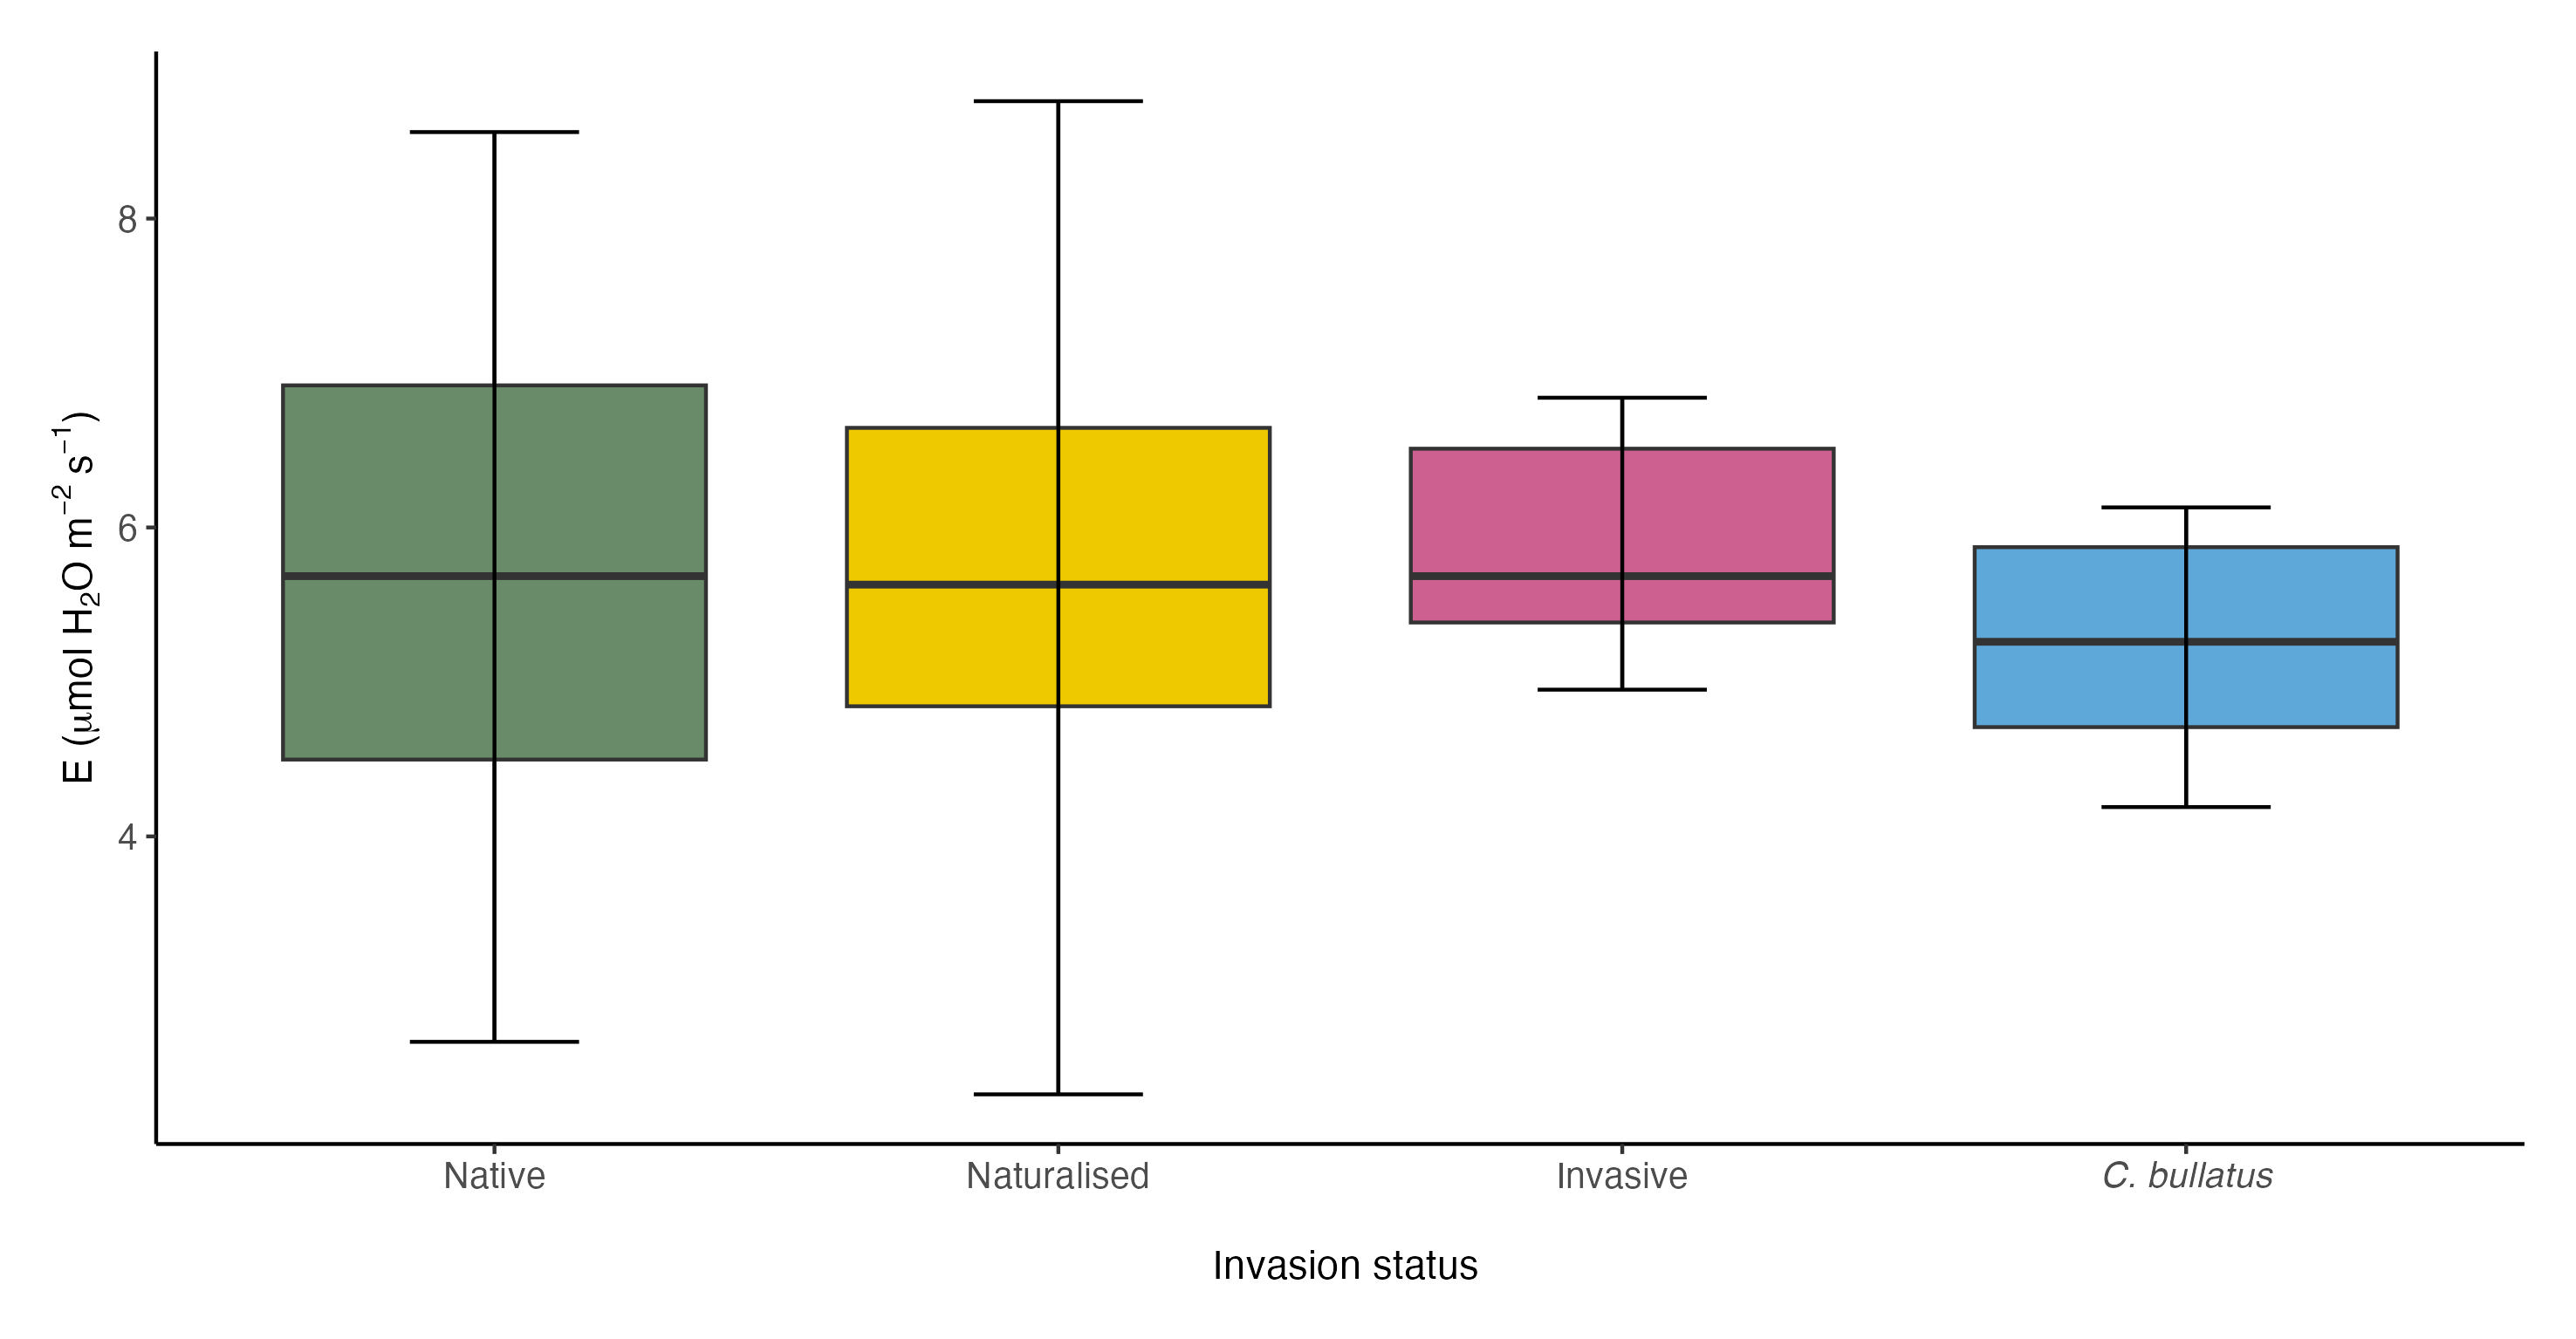 E (μmol H₂O m⁻² s⁻¹)
8
6
4
Native
Naturalised
Invasive
C. bullatus
Invasion status